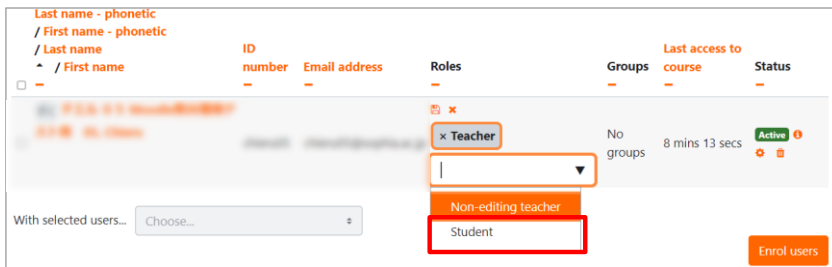 Last name - phonetic
/ First name - phonetic
/ Last name
/ First name
ID
number
Email address
Roles
Groups
Last access to
course
Status
× Teacher
No
groups
8 mins 13 secs
Active
Non-editing teacher
Student
With selected users...
Choose...
Enrol users